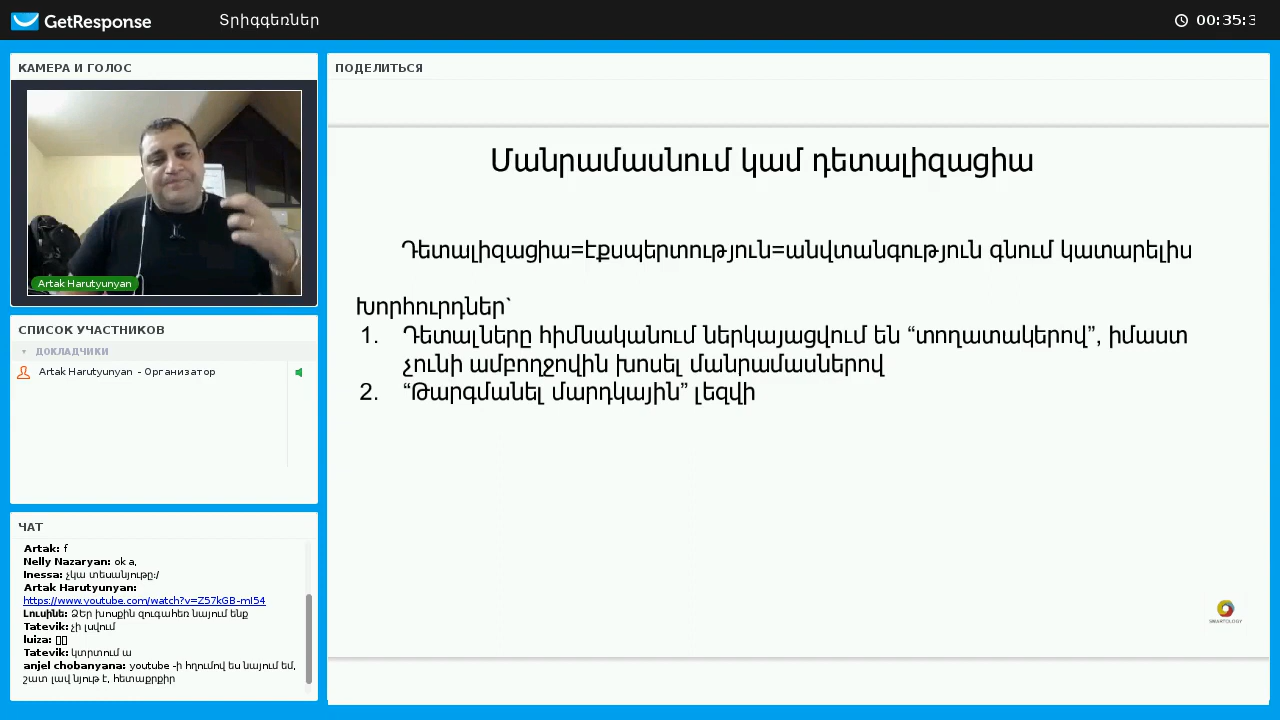 GetResponse
Տրիգգեռներ
00:35:3
КАМЕРА И ГОЛОС
Artak Harutyunyan
СПИСОК УЧАСТНИКОВ
ДОКЛАДЧИКИ
Artak Harutyunyan - Организатор
ЧАТ
Artak: f
Nelly Nazaryan: ok a,
Inessa: չկա տեսանյութը:/
Artak Harutyunyan:
https://www.youtube.com/watch?v=Z57kGB-mI54
Լուսինե: Ձեր խոսքին զուգահեռ նայում ենք
Tatevik: չի լսվում
luiza:
Tatevik: կտրտում ա
anjel chobanyana: youtube -ի հղումով ես նայում եմ,
շատ լավ նյութ է, հետաքրքիր
ПОДЕЛИТЬСЯ
Մանրամասնում կամ դետալիզացիա
Դետալիզացիա=էքսպերտություն=անվտանգություն գնում կատարելիս
Խորհուրդներ՝
1. Դետալները հիմնականում ներկայացվում են “տողատակերով”, իմաստ
չունի ամբողջովին խոսել մանրամասներով
2. “Թարգմանել մարդկային” լեզվի
SMARTOLOGY